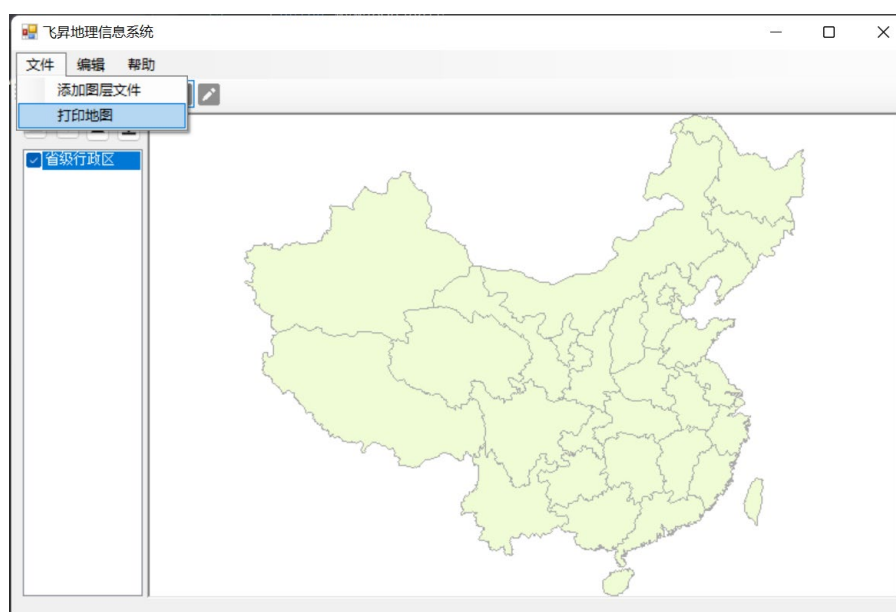 飞昇地理信息系统
文件 编辑 帮助
添加图层文件
打印地图
省级行政区